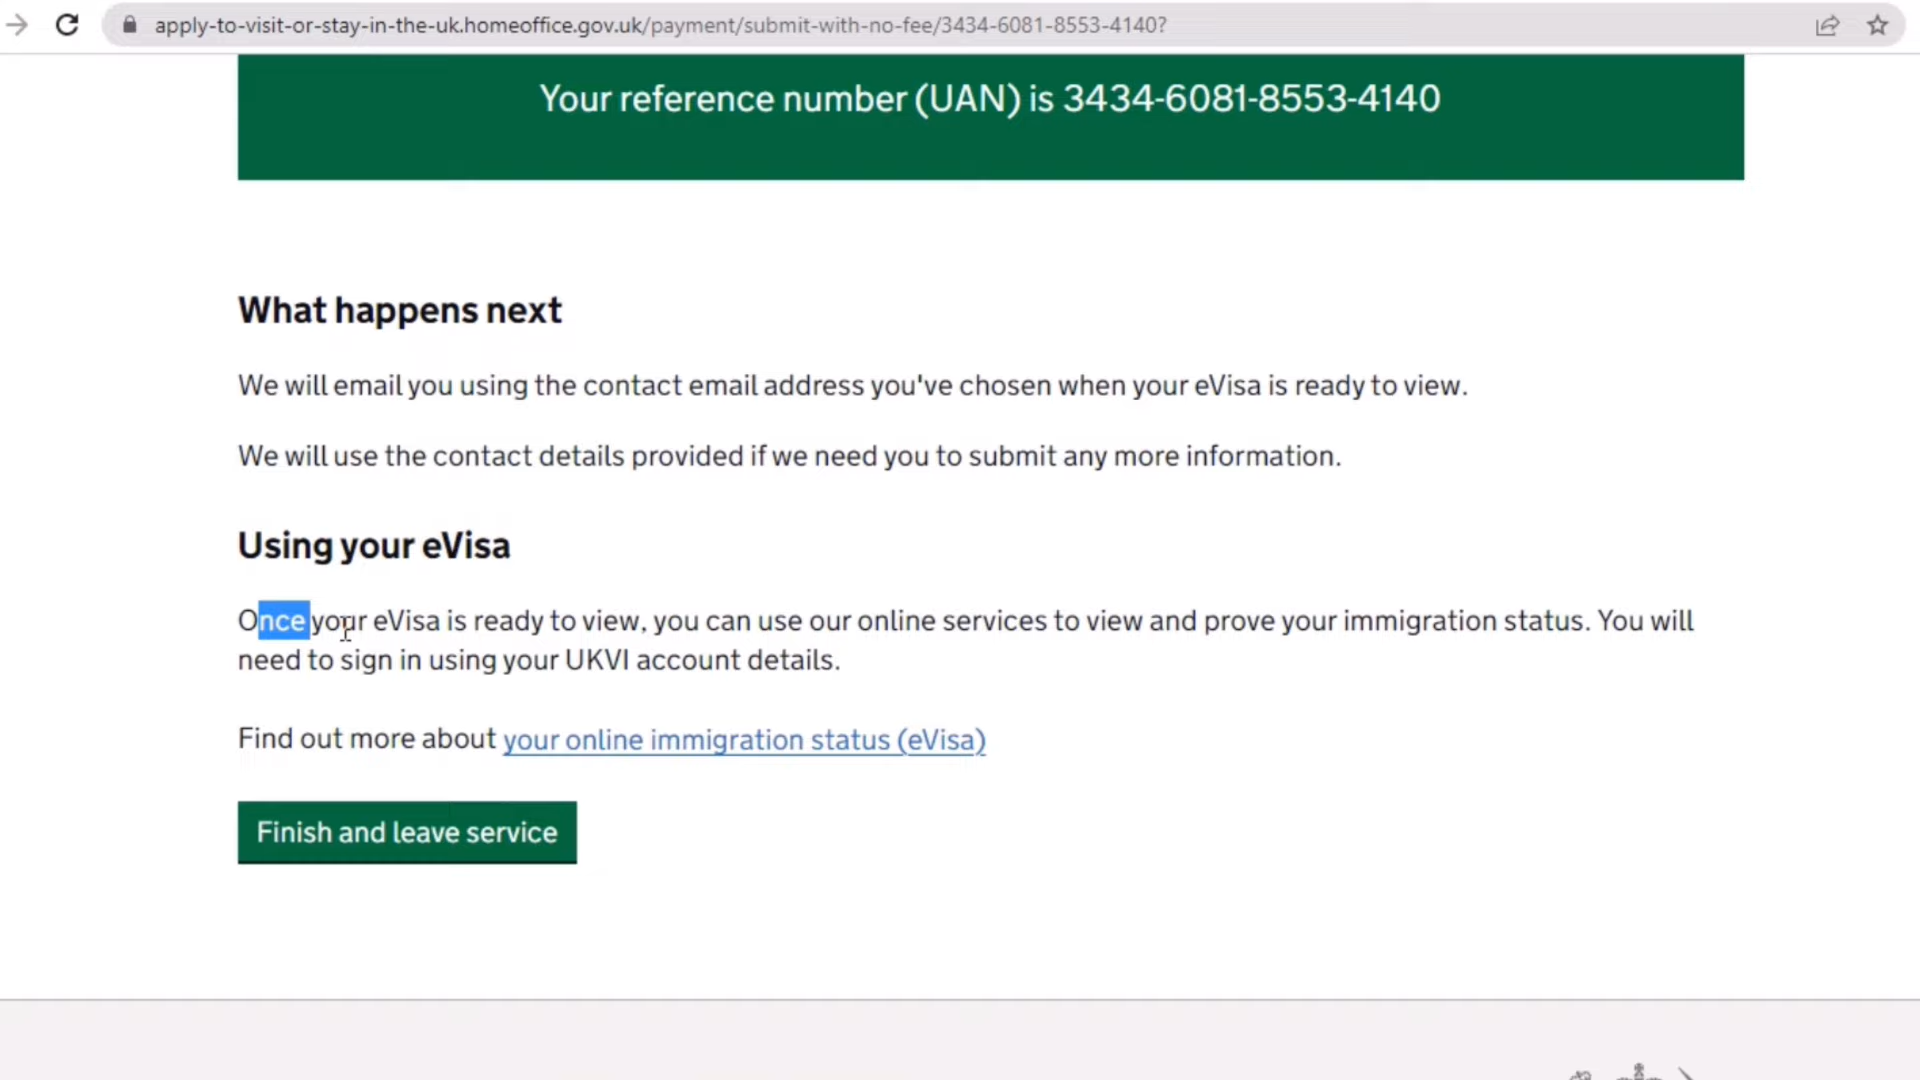 apply-to-visit-or-stay-in-the-uk.homeoffice.gov.uk/payment/submit-with-no-fee/3434-6081-8553-4140?
Your reference number (UAN) is 3434-6081-8553-4140
What happens next
We will email you using the contact email address you've chosen when your eVisa is ready to view.
We will use the contact details provided if we need you to submit any more information.
Using your eVisa
Once your eVisa is ready to view, you can use our online services to view and prove your immigration status. You will
need to sign in using your UKVI account details.
Find out more about your online immigration status (eVisa)
Finish and leave service